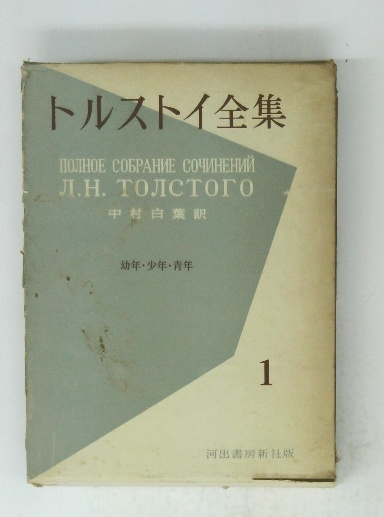 トルストイ全集
ПОЛНОЕ СОБРАНИЕ СОЧИНЕНИЙ
Л.Н. ТОЛСТОГО
中村白葉訳
幼年・少年・青年
1
河出書房新社版